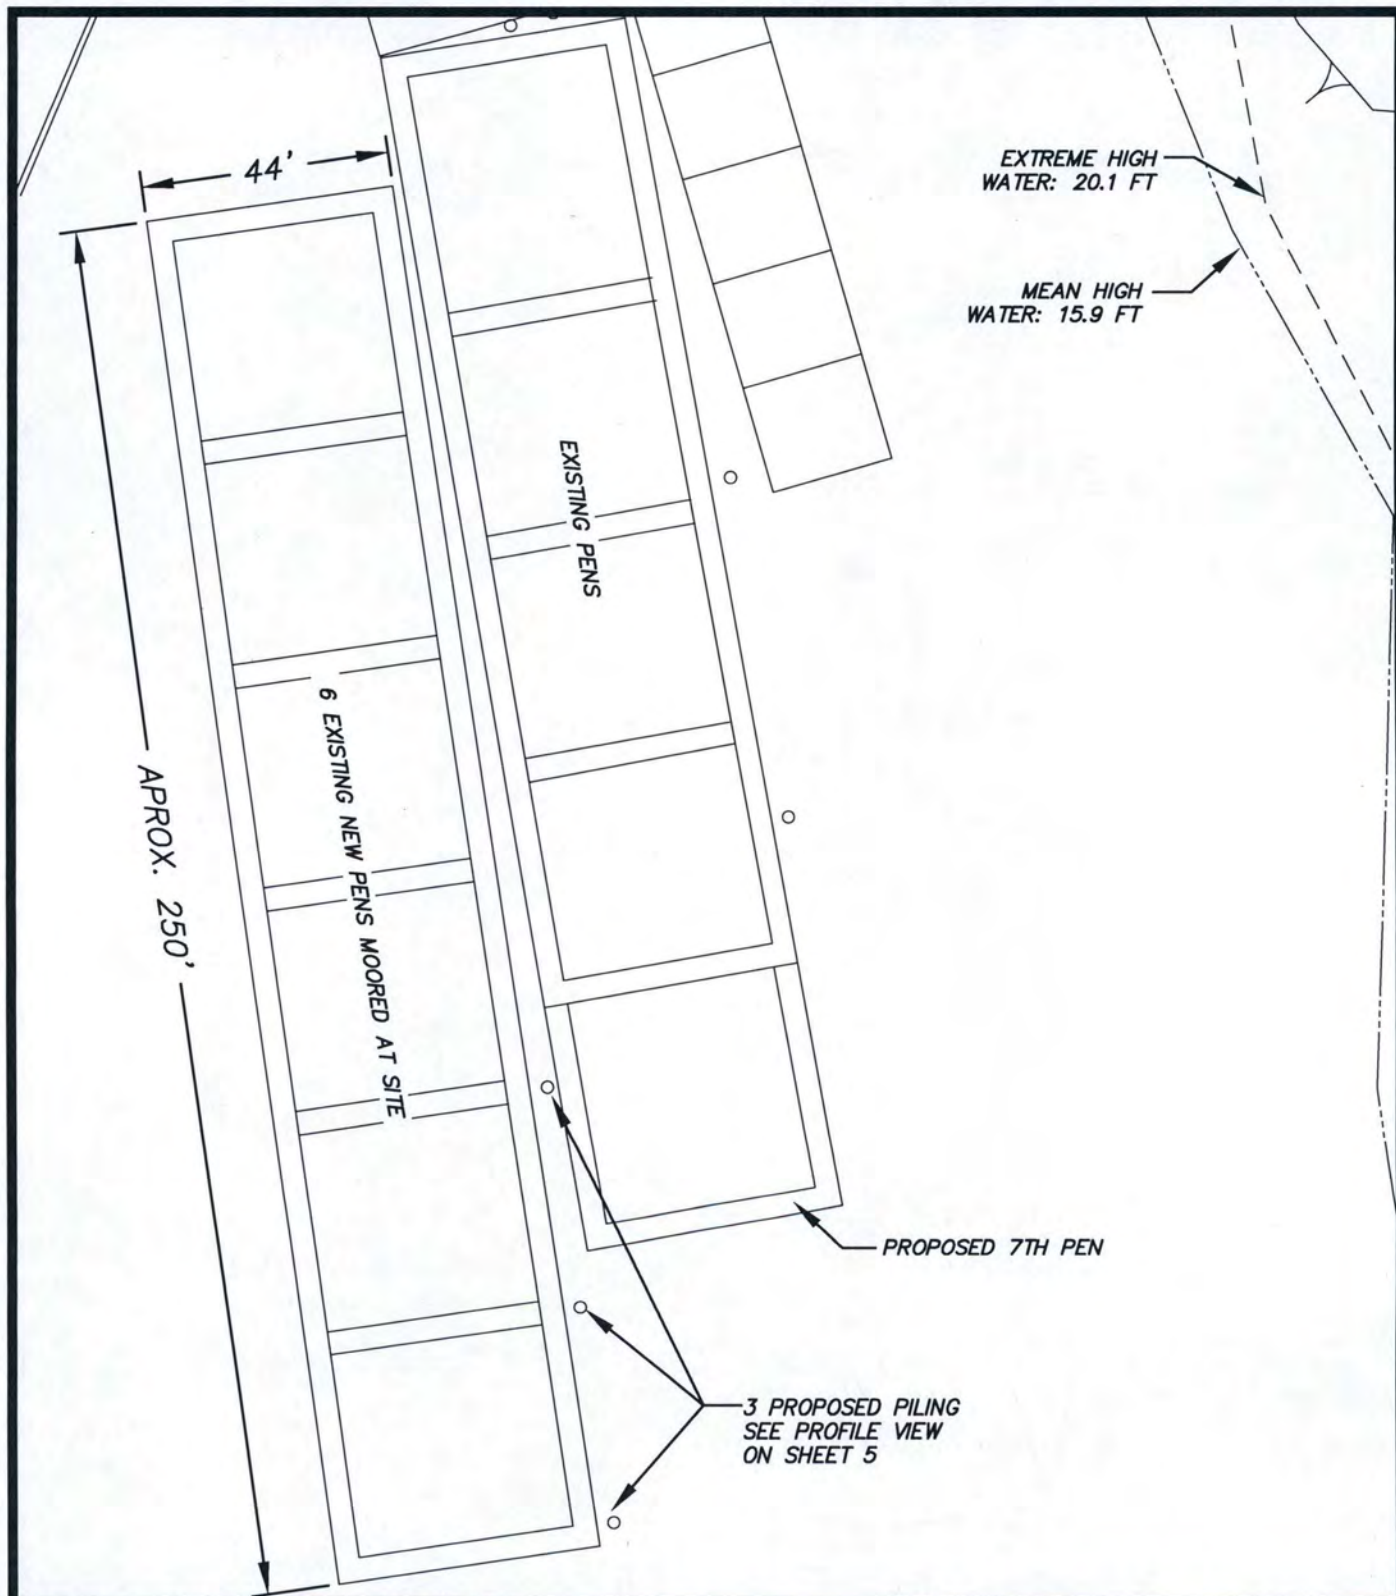 44'
EXTREME HIGH
WATER: 20.1 FT
MEAN HIGH
WATER: 15.9 FT
EXISTING PENS
6 EXISTING NEW PENS MOORED AT SITE
APROX. 250'
PROPOSED 7TH PEN
3 PROPOSED PILING
SEE PROFILE VIEW
ON SHEET 5